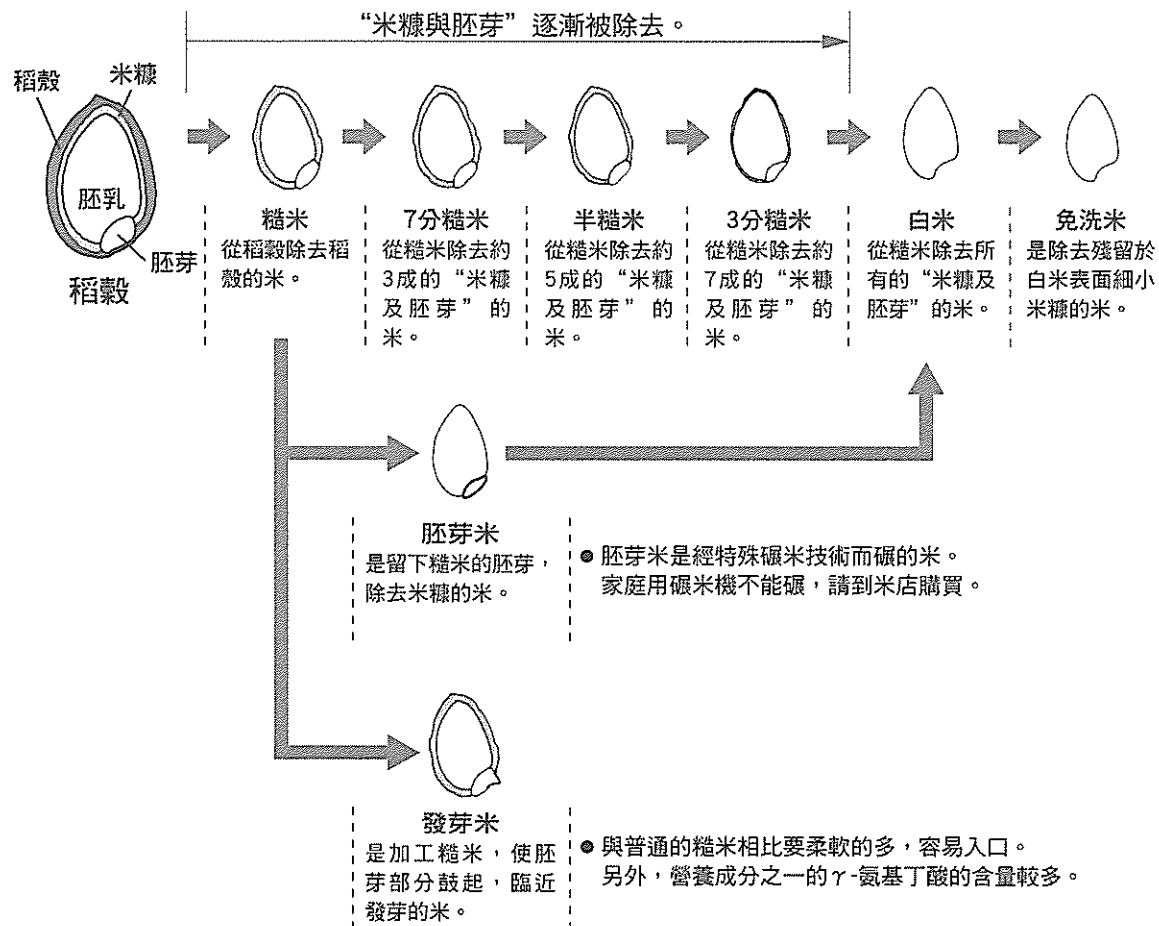 “米糠與胚芽”逐漸被除去。
稻殼
米糠
胚乳
胚芽
稻穀
糙米
從稻穀除去稻
殼的米。
7分糙米
從糙米除去約
3成的“米糠
及胚芽”的
米。
半糙米
從糙米除去約
5成的“米糠
及胚芽”的
米。
3分糙米
從糙米除去約
7成的“米糠
及胚芽”的
米。
白米
從糙米除去所
有的“米糠及
胚芽”的米。
免洗米
是除去殘留於
白米表面細小
米糠的米。
胚芽米
是留下糙米的胚芽，
除去米糠的米。
● 胚芽米是經特殊碾米技術而碾的米。
家庭用碾米機不能碾，請到米店購買。
發芽米
是加工糙米，使胚
芽部分鼓起，臨近
發芽的米。
● 與普通的糙米相比要柔軟的多，容易入口。
另外，營養成分之一的γ-氨基丁酸的含量較多。